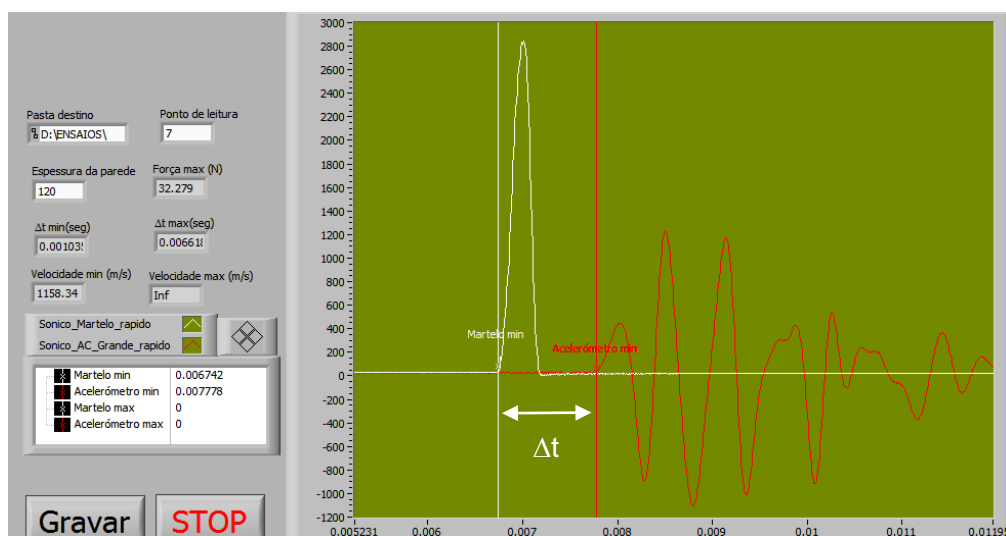 Pasta destino
Ponto de leitura
D:\ENSAIOS\
7
Espessura da parede
Força max (N)
120
32.279
Δt min(seg)
Δt max(seg)
0.00103
0.00661
Velocidade min (m/s)
Velocidade max (m/s)
1158.34
Inf
Sonico_Martelo_rapido
Sonico_AC_Grande_rapido
Martelo min 0.006742
Acelerómetro min 0.007778
Martelo max 0
Acelerómetro max 0
Gravar
STOP
3000
2800
2600
2400
2200
2000
1800
1600
1400
1200
1000
800
600
400
200
0
-200
-400
-600
-800
-1000
-1200
Martelo min
Acelerómetro min
Δt
0.005231 0.006 0.007 0.008 0.009 0.01 0.011 0.01195